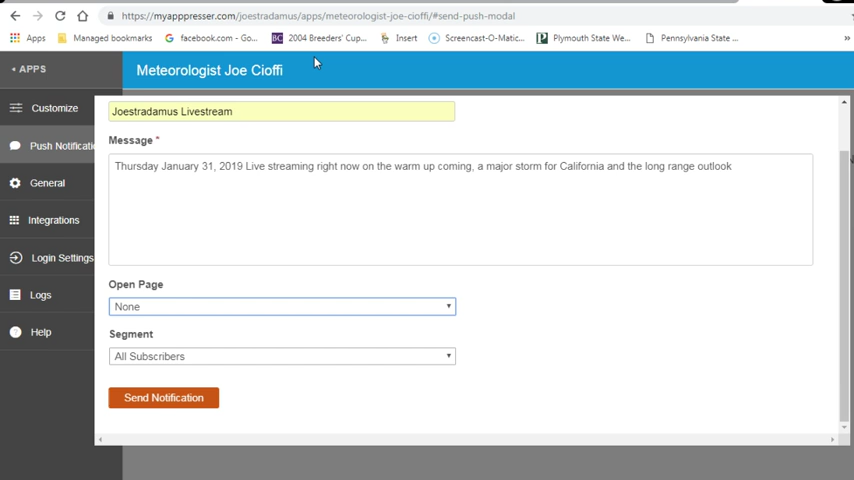 https://myapppresser.com/joestradamus/apps/meteorologist-joe-cioffi/#send-push-modal
Apps Managed bookmarks facebook.com - Go... BC 2004 Breeders' Cup... Insert Screencast-O-Matic... P Plymouth State We... Pennsylvania State ... »
APPS
Meteorologist Joe Cioffi
Customize
Push Notificati
General
Integrations
Login Settings
Logs
Help
Joestradamus Livestream
Message *
Thursday January 31, 2019 Live streaming right now on the warm up coming, a major storm for California and the long range outlook
Open Page
None
Segment
All Subscribers
Send Notification